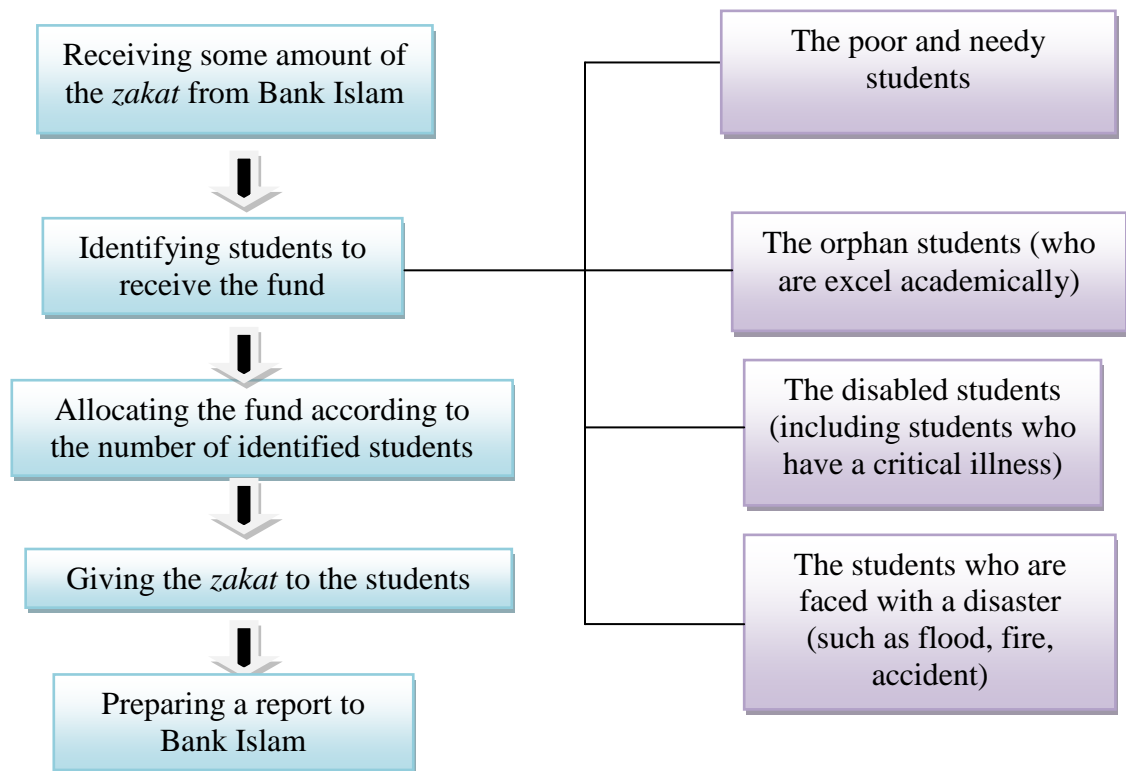 Receiving some amount of
the zakat from Bank Islam
Identifying students to
receive the fund
Allocating the fund according to
the number of identified students
Giving the zakat to the students
Preparing a report to
Bank Islam
The poor and needy
students
The orphan students (who
are excel academically)
The disabled students
(including students who
have a critical illness)
The students who are
faced with a disaster
(such as flood, fire,
accident)